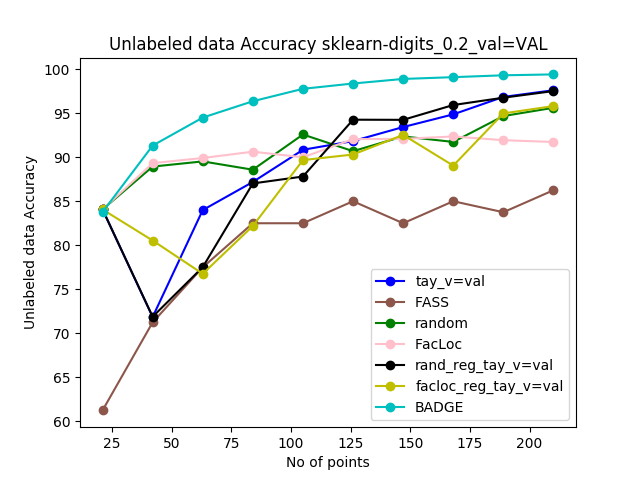 Unlabeled data Accuracy sklearn-digits_0.2_val=VAL
Unlabeled data Accuracy
100
95
90
85
80
75
70
65
60
tay_v=val
FASS
random
FacLoc
rand_reg_tay_v=val
facloc_reg_tay_v=val
BADGE
25 50 75 100 125 150 175 200
No of points